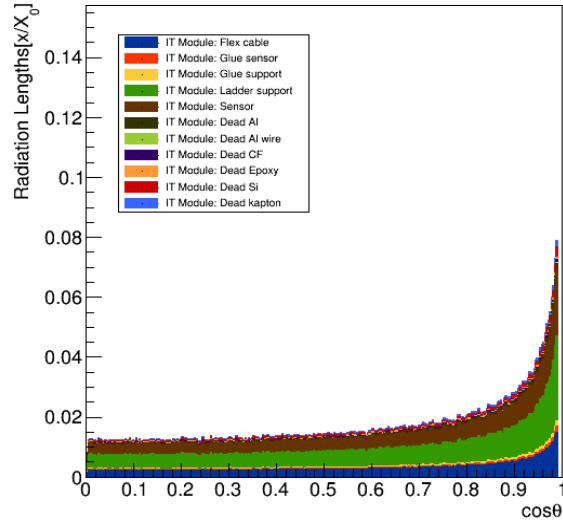 Radiation Lengths[x/X₀]
0.14
0.12
0.1
0.08
0.06
0.04
0.02
0
IT Module: Flex cable
IT Module: Glue sensor
IT Module: Glue support
IT Module: Ladder support
IT Module: Sensor
IT Module: Dead Al
IT Module: Dead Al wire
IT Module: Dead CF
IT Module: Dead Epoxy
IT Module: Dead Si
IT Module: Dead kapton
0 0.1 0.2 0.3 0.4 0.5 0.6 0.7 0.8 0.9 1
cosθ